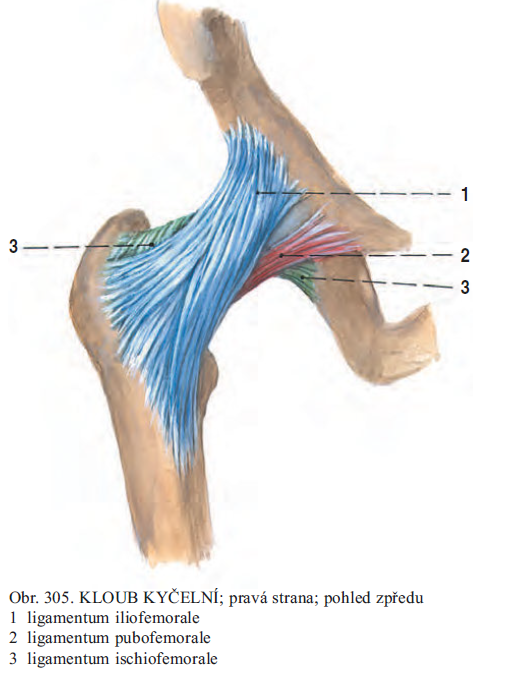 1
3
2
3
Obr. 305. KLOUB KYČELNÍ; pravá strana; pohled zpředu
1 ligamentum iliofemorale
2 ligamentum pubofemorale
3 ligamentum ischiofemorale